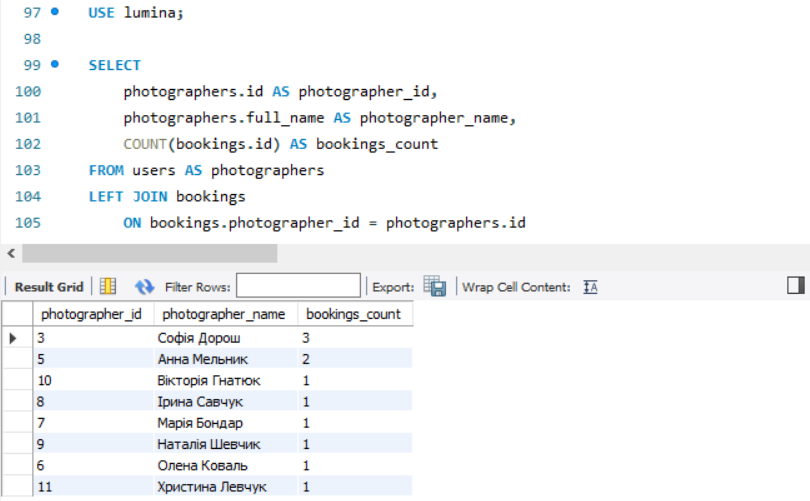 97 USE lumina;
98
99 SELECT
100 photographers.id AS photographer_id,
101 photographers.full_name AS photographer_name,
102 COUNT(bookings.id) AS bookings_count
103 FROM users AS photographers
104 LEFT JOIN bookings
105 ON bookings.photographer_id = photographers.id
Result Grid Filter Rows: Export: Wrap Cell Content: IA
photographer_id photographer_name bookings_count
3 Софія Дорош 3
5 Анна Мельник 2
10 Вікторія Гнатюк 1
8 Ірина Савчук 1
7 Марія Бондар 1
9 Наталія Шевчик 1
6 Олена Коваль 1
11 Христина Левчук 1